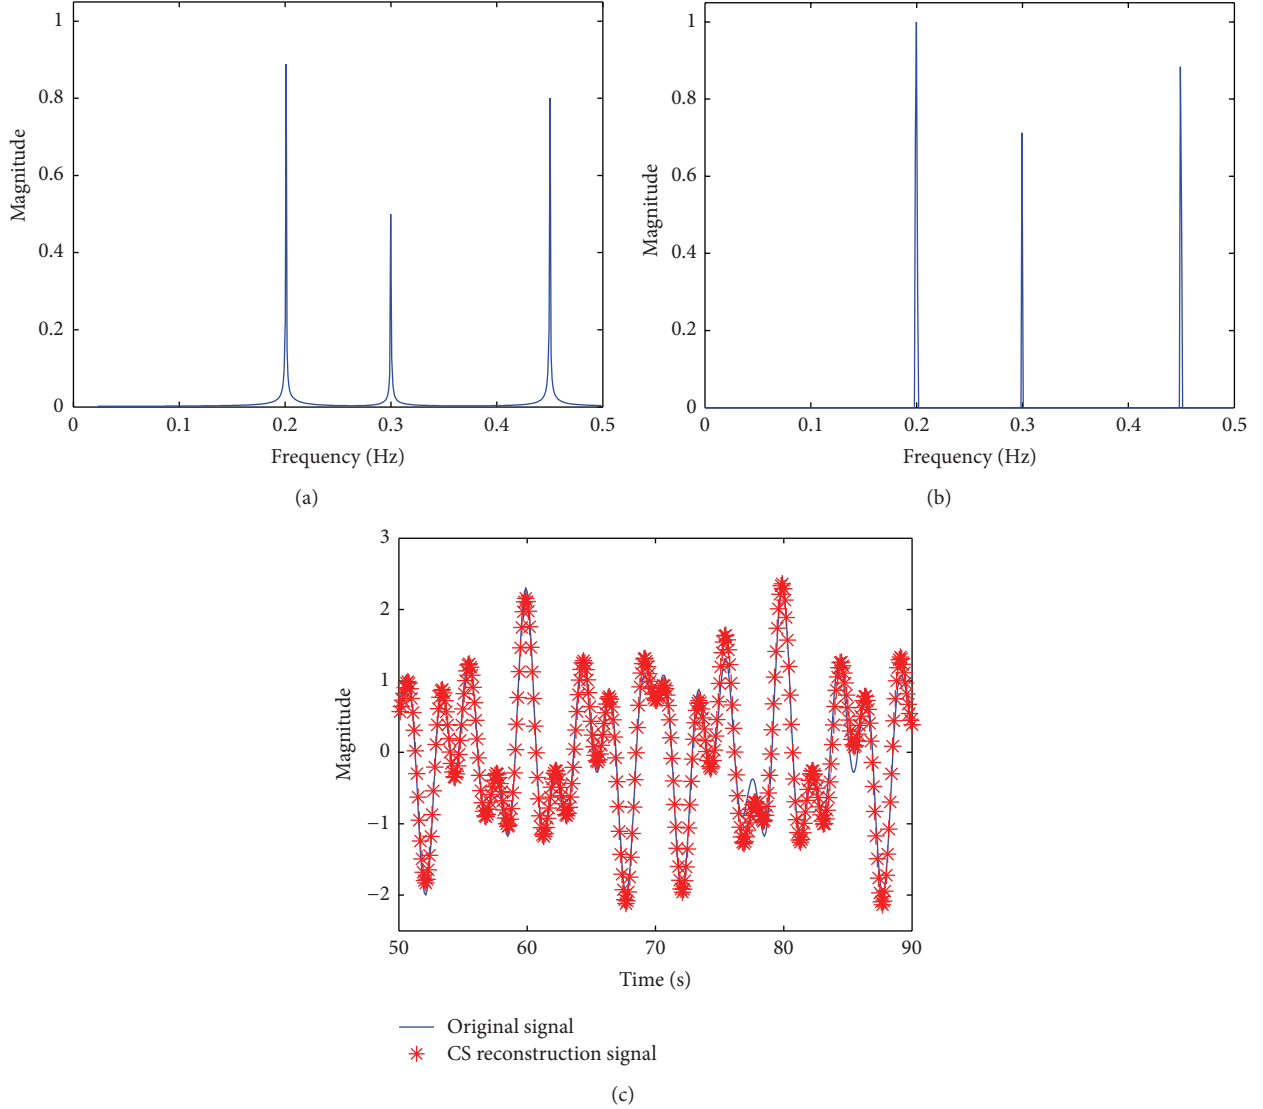 1
0.8
0.6
0.4
0.2
0
Magnitude
0 0.1 0.2 0.3 0.4 0.5
Frequency (Hz)
(a)
1
0.8
0.6
0.4
0.2
0
Magnitude
0 0.1 0.2 0.3 0.4 0.5
Frequency (Hz)
(b)
3
2
1
0
−1
−2
Magnitude
50 60 70 80 90
Time (s)
Original signal
CS reconstruction signal
(c)